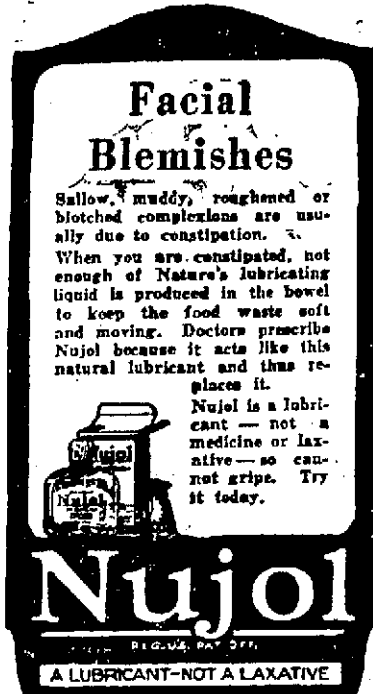 Facial
Blemishes
Sallow, muddy, roughened or
blotched complexions are usu-
ally due to constipation.
When you are constipated, not
enough of Nature's lubricating
liquid is produced in the bowel
to keep the food waste soft
and moving. Doctors prescribe
Nujol because it acts like this
natural lubricant and thus re-
places it.
Nujol is a lubri-
cant — not a
medicine or lax-
ative — so can-
not gripe. Try
it today.
Nujol
Nujol
Nujol
REG. U.S. PAT. OFF.
A LUBRICANT-NOT A LAXATIVE